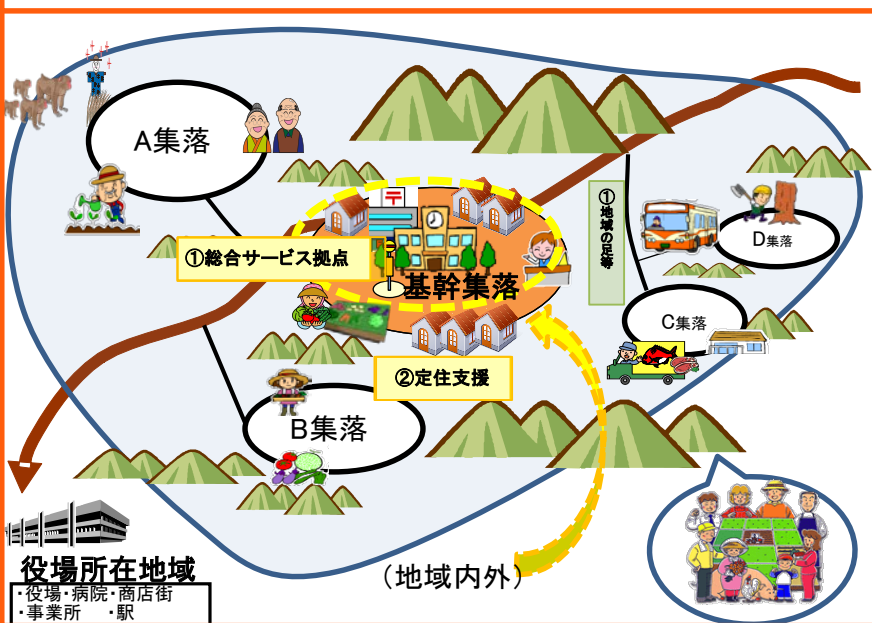 A集落
〒
①総合サービス拠点
基幹集落
①地域の足等
D集落
C集落
②定住支援
B集落
役場所在地域
・役場・病院・商店街
・事業所　・駅
（地域内外）